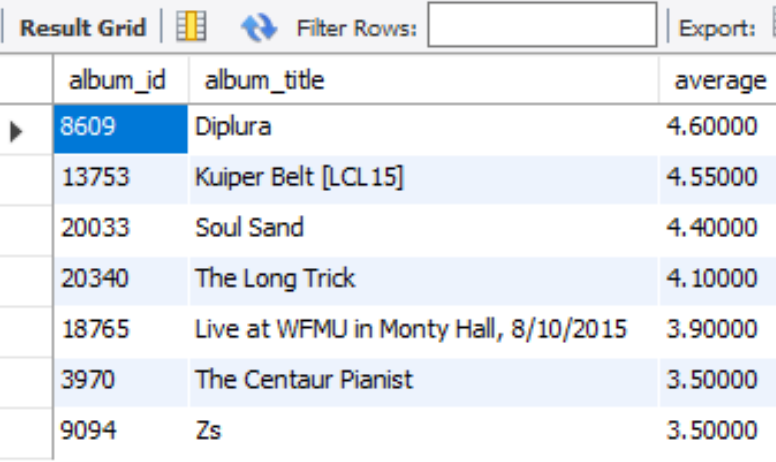 Result Grid Filter Rows: Export:
album_id album_title average
8609 Diplura 4.60000
13753 Kuiper Belt [LCL15] 4.55000
20033 Soul Sand 4.40000
20340 The Long Trick 4.10000
18765 Live at WFMU in Monty Hall, 8/10/2015 3.90000
3970 The Centaur Pianist 3.50000
9094 Zs 3.50000